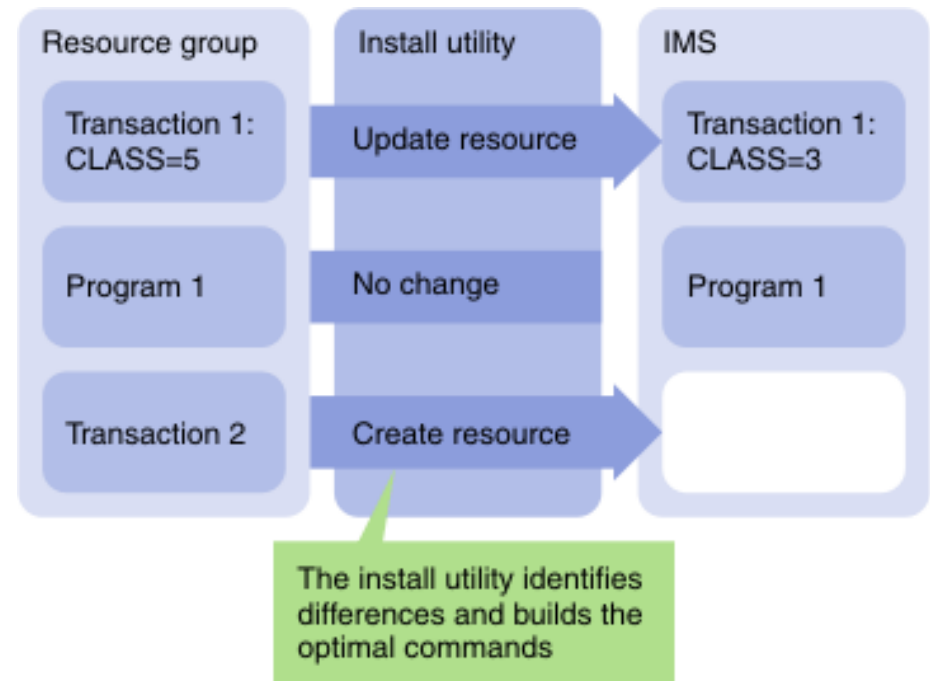 Resource group
Install utility
IMS
Transaction 1:
CLASS=5
Update resource
Transaction 1:
CLASS=3
Program 1
No change
Program 1
Transaction 2
Create resource
The install utility identifies
differences and builds the
optimal commands